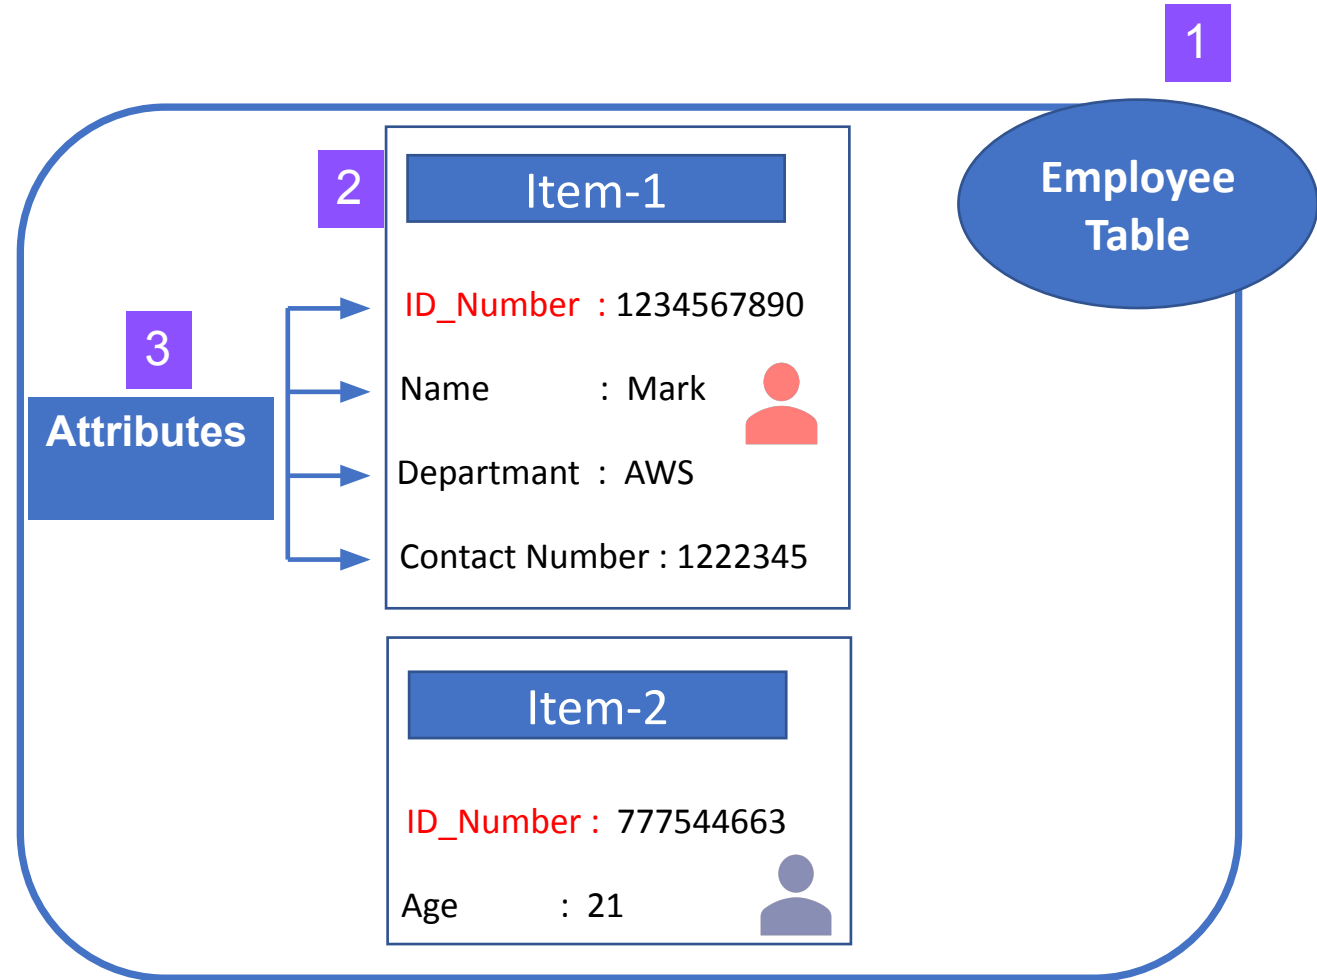 1
Employee
Table
2
Item-1
ID_Number : 1234567890
3
Attributes
Name : Mark
Departmant : AWS
Contact Number : 1222345
Item-2
ID_Number : 777544663
Age : 21